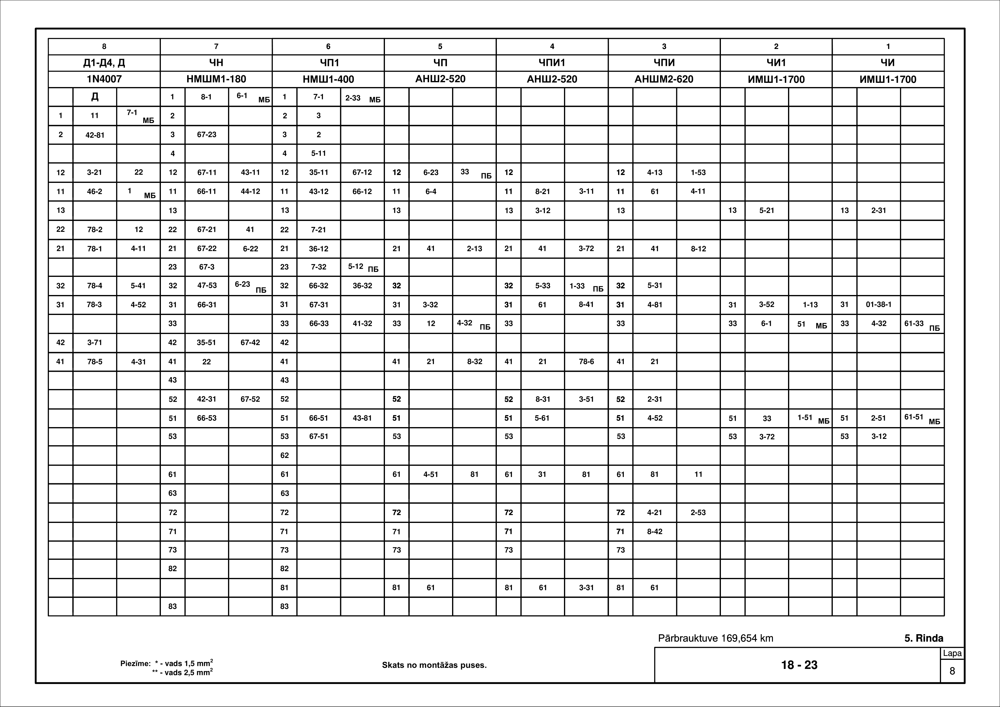 8 7 6 5 4 3 2 1
Д1-Д4, Д ЧН ЧП1 ЧП ЧПИ1 ЧПИ ЧИ1 ЧИ
1N4007 НМШМ1-180 НМШ1-400 АНШ2-520 АНШ2-520 АНШМ2-620 ИМШ1-1700 ИМШ1-1700
Д 1 8-1 6-1 МБ 1 7-1 2-33 МБ
1 11 7-1 МБ 2 2 3
2 42-81 3 67-23 3 2
4 4 5-11
12 3-21 22 12 67-11 43-11 12 35-11 67-12 12 6-23 33 ПБ 12 12 4-13 1-53
11 46-2 1 МБ 11 66-11 44-12 11 43-12 66-12 11 6-4 11 8-21 3-11 11 61 4-11
13 13 13 13 13 3-12 13 13 5-21 13 2-31
22 78-2 12 22 67-21 41 22 7-21
21 78-1 4-11 21 67-22 6-22 21 36-12 21 41 2-13 21 41 3-72 21 41 8-12
23 67-3 23 7-32 5-12 ПБ
32 78-4 5-41 32 47-53 6-23 ПБ 32 66-32 36-32 32 32 5-33 1-33 ПБ 32 5-31
31 78-3 4-52 31 66-31 31 67-31 31 3-32 31 61 8-41 31 4-81 31 3-52 1-13 31 01-38-1
33 33 66-33 41-32 33 12 4-32 ПБ 33 33 33 6-1 51 МБ 33 4-32 61-33 ПБ
42 3-71 42 35-51 67-42 42
41 78-5 4-31 41 22 41 41 21 8-32 41 21 78-6 41 21
43 43
52 42-31 67-52 52 52 52 8-31 3-51 52 2-31
51 66-53 51 66-51 43-81 51 51 5-61 51 4-52 51 33 1-51 МБ 51 2-51 61-51 МБ
53 53 67-51 53 53 53 53 3-72 53 3-12
62
61 61 61 4-51 81 61 31 81 61 81 11
63 63
72 72 72 72 72 4-21 2-53
71 71 71 71 71 8-42
73 73 73 73 73
82 82
81 81 61 81 61 3-31 81 61
83 83
Pārbrauktuve 169,654 km 5. Rinda
Piezīme: * - vads 1,5 mm²
** - vads 2,5 mm²
Skats no montāžas puses.
18 - 23
Lapa
8